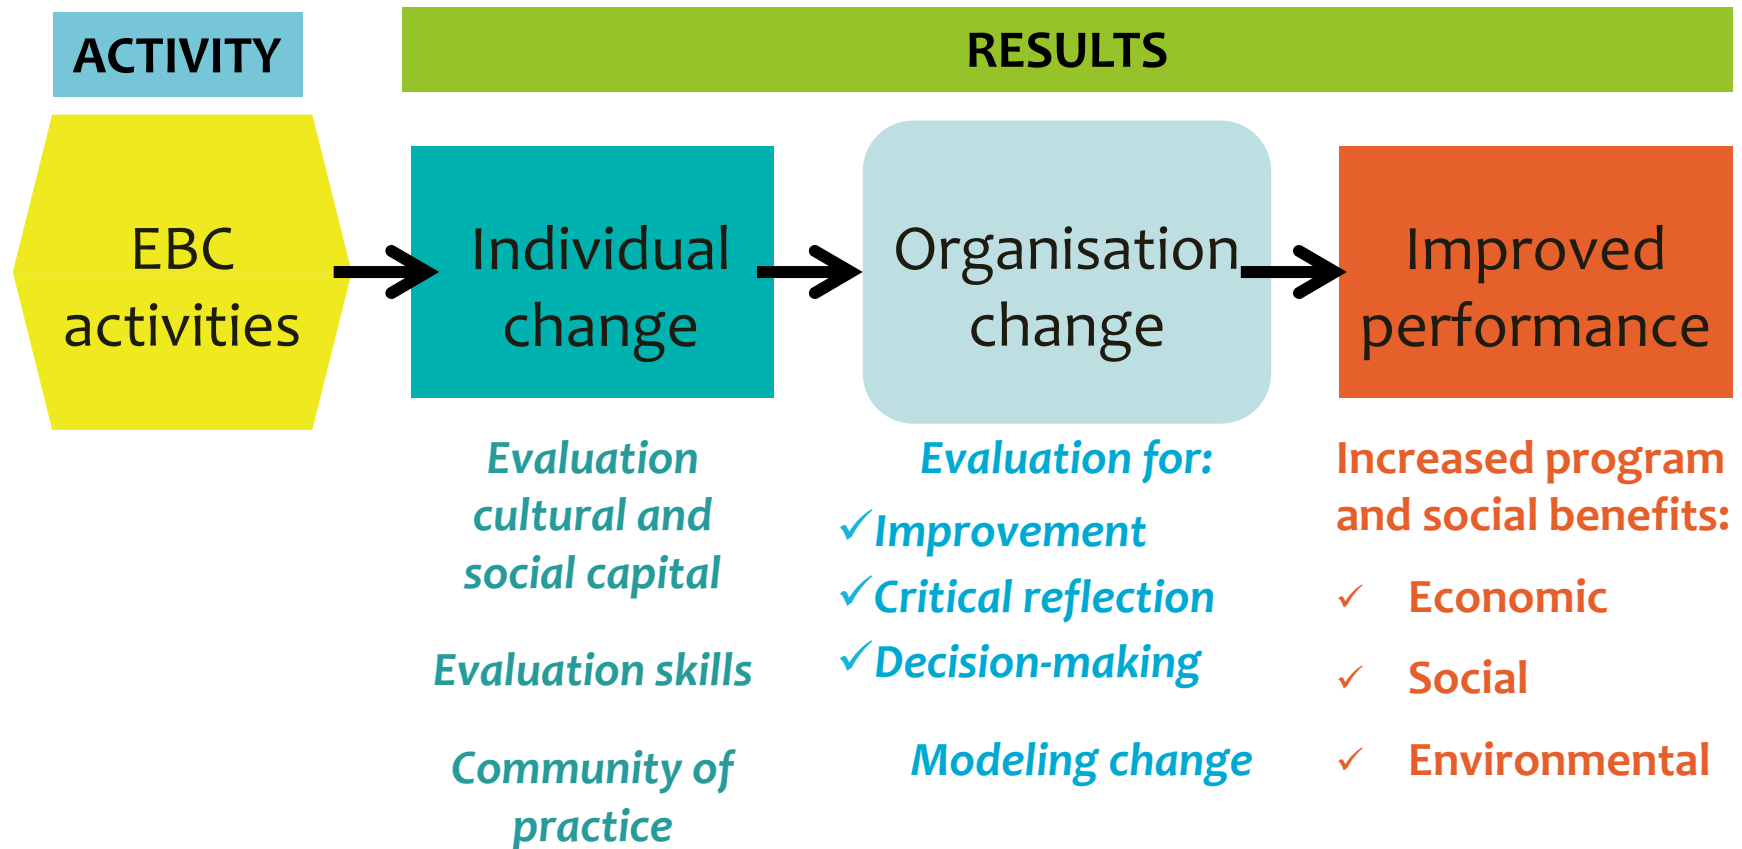 ACTIVITY
RESULTS
EBC
activities
Individual
change
Organisation
change
Improved
performance
Evaluation
cultural and
social capital
Evaluation skills
Community of
practice
Evaluation for:
✓Improvement
✓Critical reflection
✓Decision-making
Modeling change
Increased program
and social benefits:
✓ Economic
✓ Social
✓ Environmental